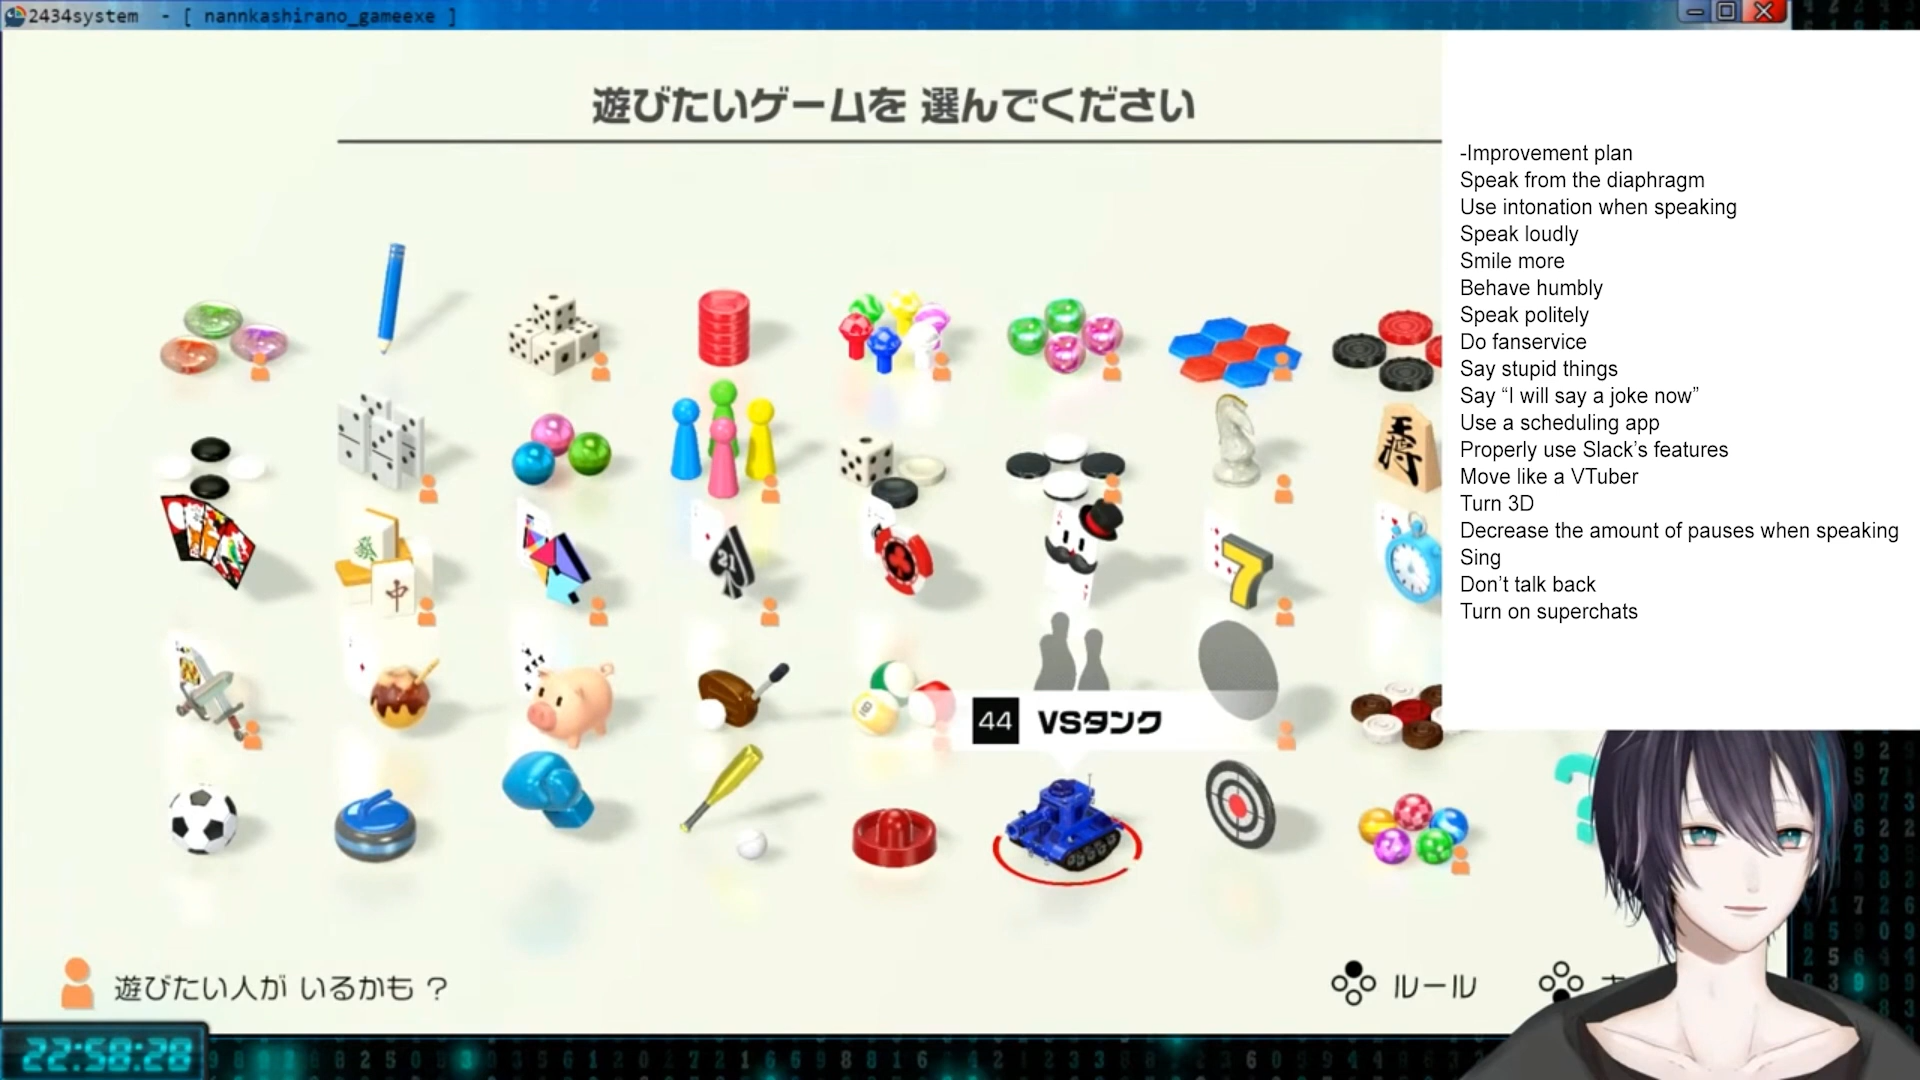 2434system - [ nannkashirano_gameexe ]
遊びたいゲームを 選んでください
-Improvement plan
Speak from the diaphragm
Use intonation when speaking
Speak loudly
Smile more
Behave humbly
Speak politely
Do fanservice
Say stupid things
Say “I will say a joke now”
Use a scheduling app
Properly use Slack’s features
Move like a VTuber
Turn 3D
Decrease the amount of pauses when speaking
Sing
Don’t talk back
Turn on superchats
中
21
7
44 VSタンク
遊びたい人が いるかも ?
ルール
22:58:28